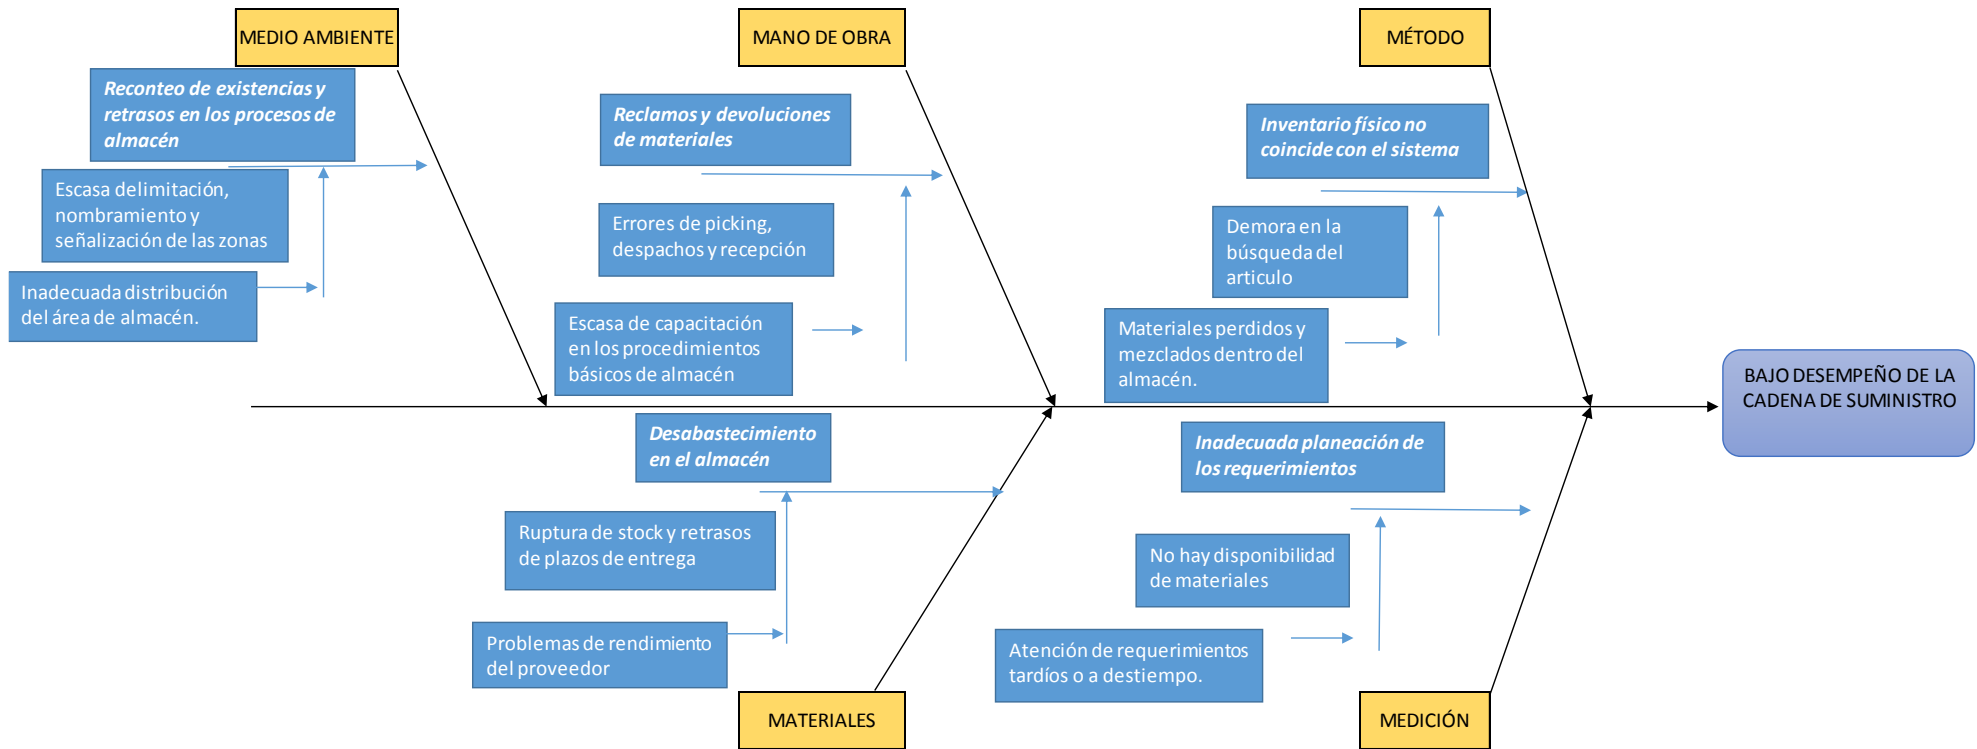 MEDIO AMBIENTE
MANO DE OBRA
MÉTODO
Reconteo de existencias y
retrasos en los procesos de
almacén
Escasa delimitación,
nombramiento y
señalización de las zonas
Inadecuada distribución
del área de almacén.
Reclamos y devoluciones
de materiales
Errores de picking,
despachos y recepción
Escasa de capacitación
en los procedimientos
básicos de almacén
Inventario físico no
coincide con el sistema
Demora en la
búsqueda del
articulo
Materiales perdidos y
mezclados dentro del
almacén.
BAJO DESEMPEÑO DE LA
CADENA DE SUMINISTRO
Desabastecimiento
en el almacén
Ruptura de stock y retrasos
de plazos de entrega
Problemas de rendimiento
del proveedor
Inadecuada planeación de
los requerimientos
No hay disponibilidad
de materiales
Atención de requerimientos
tardíos o a destiempo.
MATERIALES
MEDICIÓN